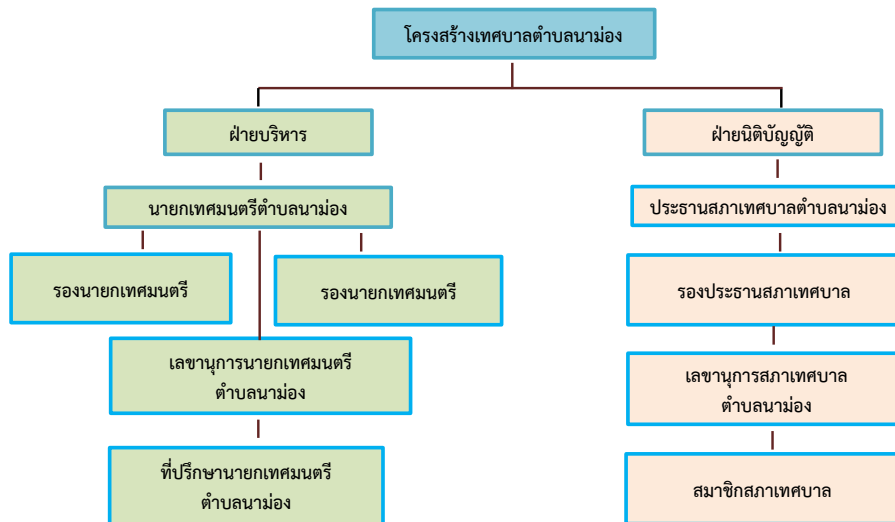 โครงสร้างเทศบาลตำบลนาม่อง
ฝ่ายบริหาร
ฝ่ายนิติบัญญัติ
นายกเทศมนตรีตำบลนาม่อง
ประธานสภาเทศบาลตำบลนาม่อง
รองนายกเทศมนตรี
รองนายกเทศมนตรี
รองประธานสภาเทศบาล
เลขานุการนายกเทศมนตรี
ตำบลนาม่อง
เลขานุการสภาเทศบาล
ตำบลนาม่อง
ที่ปรึกษานายกเทศมนตรี
ตำบลนาม่อง
สมาชิกสภาเทศบาล